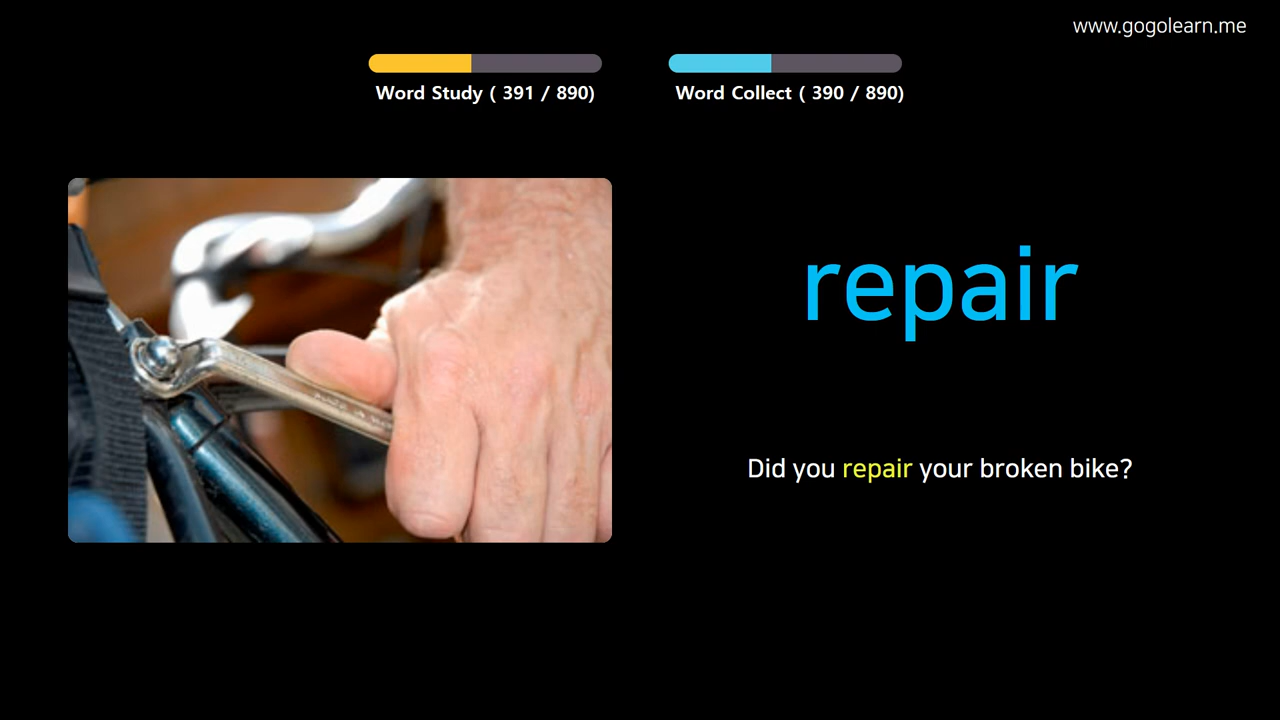 www.gogolearn.me
Word Study ( 391 / 890)
Word Collect ( 390 / 890)
repair
Did you repair your broken bike?